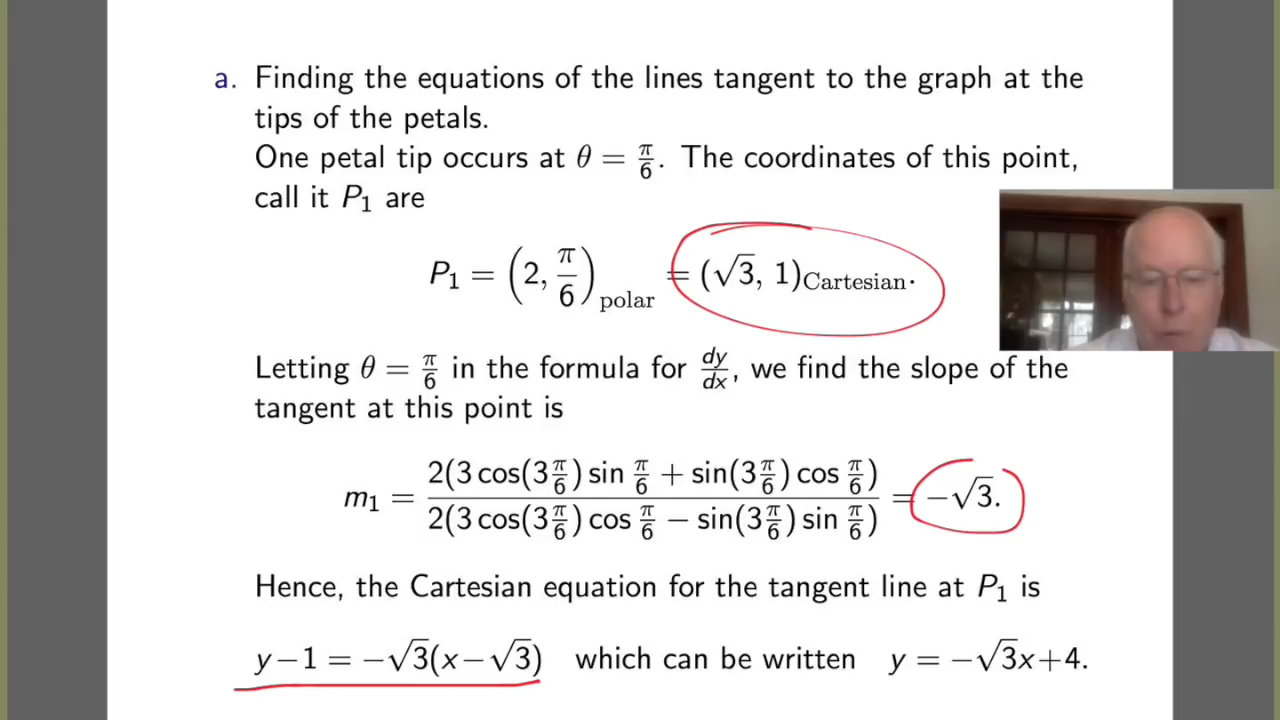 a. Finding the equations of the lines tangent to the graph at the
tips of the petals.
One petal tip occurs at θ = π/6. The coordinates of this point,
call it P₁ are
P₁ = (2, π/6)polar = (√3, 1)Cartesian.
Letting θ = π/6 in the formula for dy/dx, we find the slope of the
tangent at this point is
m₁ = 2(3 cos(3π/6) sin π/6 + sin(3π/6) cos π/6) / 2(3 cos(3π/6) cos π/6 − sin(3π/6) sin π/6) = −√3.
Hence, the Cartesian equation for the tangent line at P₁ is
y−1 = −√3(x−√3) which can be written y = −√3x+4.